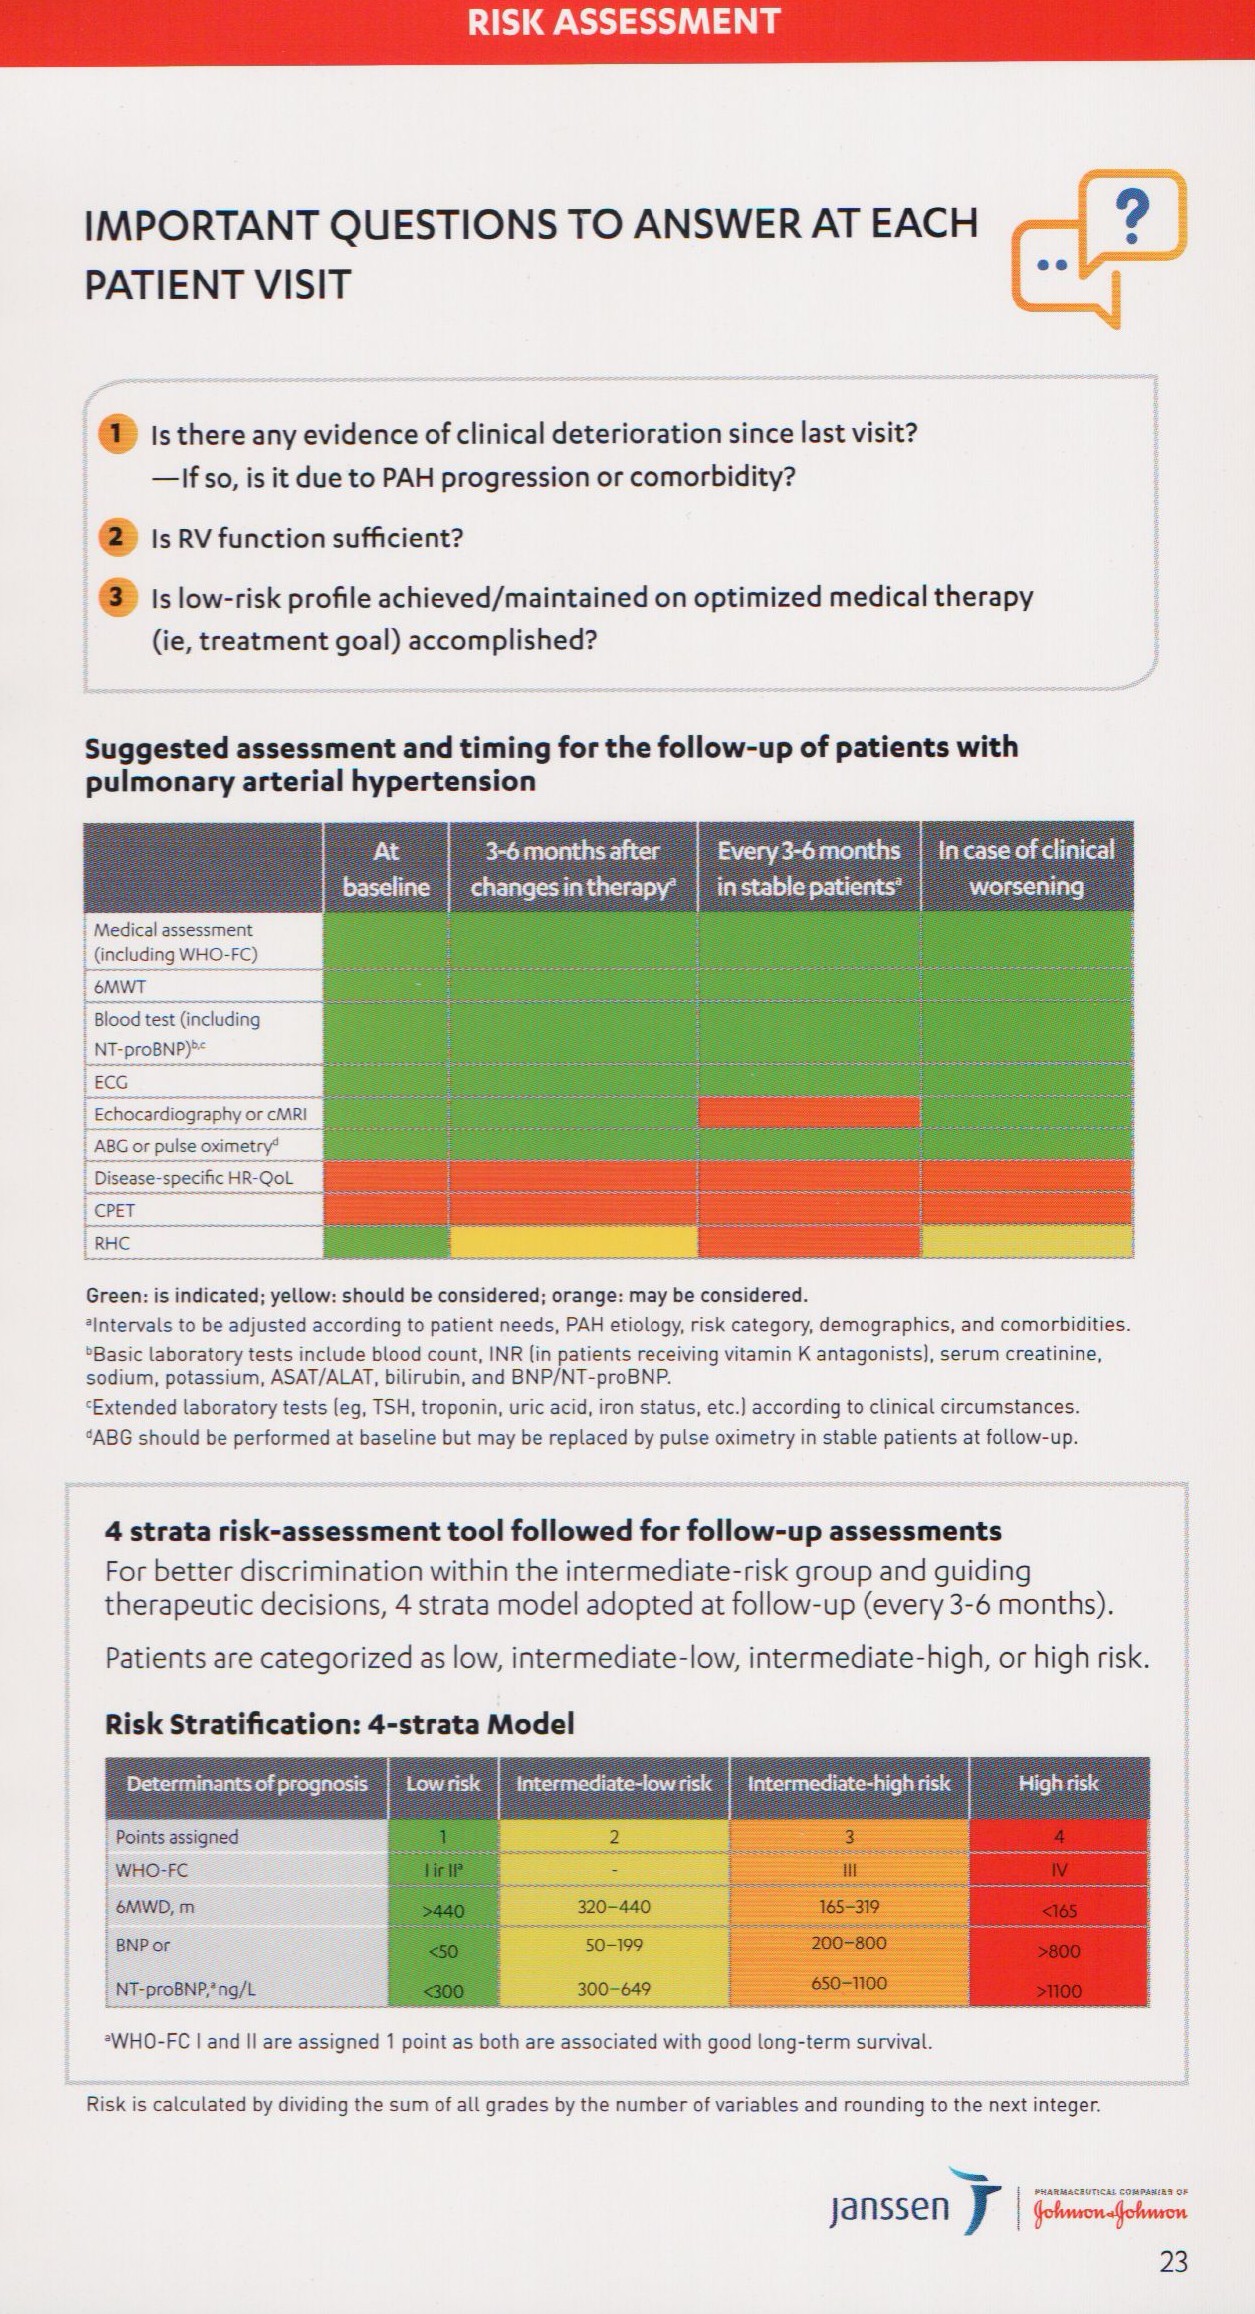 RISK ASSESSMENT
IMPORTANT QUESTIONS TO ANSWER AT EACH
PATIENT VISIT
?
1 Is there any evidence of clinical deterioration since last visit?
—If so, is it due to PAH progression or comorbidity?
2 Is RV function sufficient?
3 Is low-risk profile achieved/maintained on optimized medical therapy
(ie, treatment goal) accomplished?
Suggested assessment and timing for the follow-up of patients with
pulmonary arterial hypertension
At 3-6 months after Every 3-6 months In case of clinical
baseline changes in therapyᵃ in stable patientsᵃ worsening
Medical assessment
(including WHO-FC)
6MWT
Blood test (including
NT-proBNP)ᵇ,ᶜ
ECG
Echocardiography or cMRI
ABG or pulse oximetryᵈ
Disease-specific HR-QoL
CPET
RHC
Green: is indicated; yellow: should be considered; orange: may be considered.
ᵃIntervals to be adjusted according to patient needs, PAH etiology, risk category, demographics, and comorbidities.
ᵇBasic laboratory tests include blood count, INR (in patients receiving vitamin K antagonists), serum creatinine,
sodium, potassium, ASAT/ALAT, bilirubin, and BNP/NT-proBNP.
ᶜExtended laboratory tests (eg, TSH, troponin, uric acid, iron status, etc.) according to clinical circumstances.
ᵈABG should be performed at baseline but may be replaced by pulse oximetry in stable patients at follow-up.
4 strata risk-assessment tool followed for follow-up assessments
For better discrimination within the intermediate-risk group and guiding
therapeutic decisions, 4 strata model adopted at follow-up (every 3-6 months).
Patients are categorized as low, intermediate-low, intermediate-high, or high risk.
Risk Stratification: 4-strata Model
Determinants of prognosis Low risk Intermediate-low risk Intermediate-high risk High risk
Points assigned 1 2 3 4
WHO-FC I ir IIᵃ - III IV
6MWD, m >440 320–440 165–319 <165
BNP or <50 50–199 200–800 >800
NT-proBNP,ᵃ ng/L <300 300–649 650–1100 >1100
ᵃWHO-FC I and II are assigned 1 point as both are associated with good long-term survival.
Risk is calculated by dividing the sum of all grades by the number of variables and rounding to the next integer.
janssen PHARMACEUTICAL COMPANIES OF
Johnson & Johnson
23